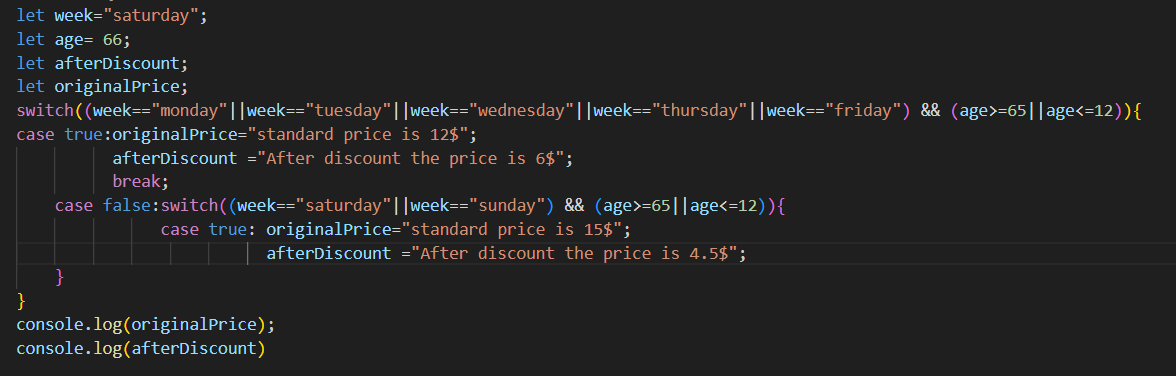 let week="saturday";
let age= 66;
let afterDiscount;
let originalPrice;
switch((week=="monday"||week=="tuesday"||week=="wednesday"||week=="thursday"||week=="friday") && (age>=65||age<=12)){
case true:originalPrice="standard price is 12$";
afterDiscount ="After discount the price is 6$";
break;
case false:switch((week=="saturday"||week=="sunday") && (age>=65||age<=12)){
case true: originalPrice="standard price is 15$";
afterDiscount ="After discount the price is 4.5$";
}
}
console.log(originalPrice);
console.log(afterDiscount)